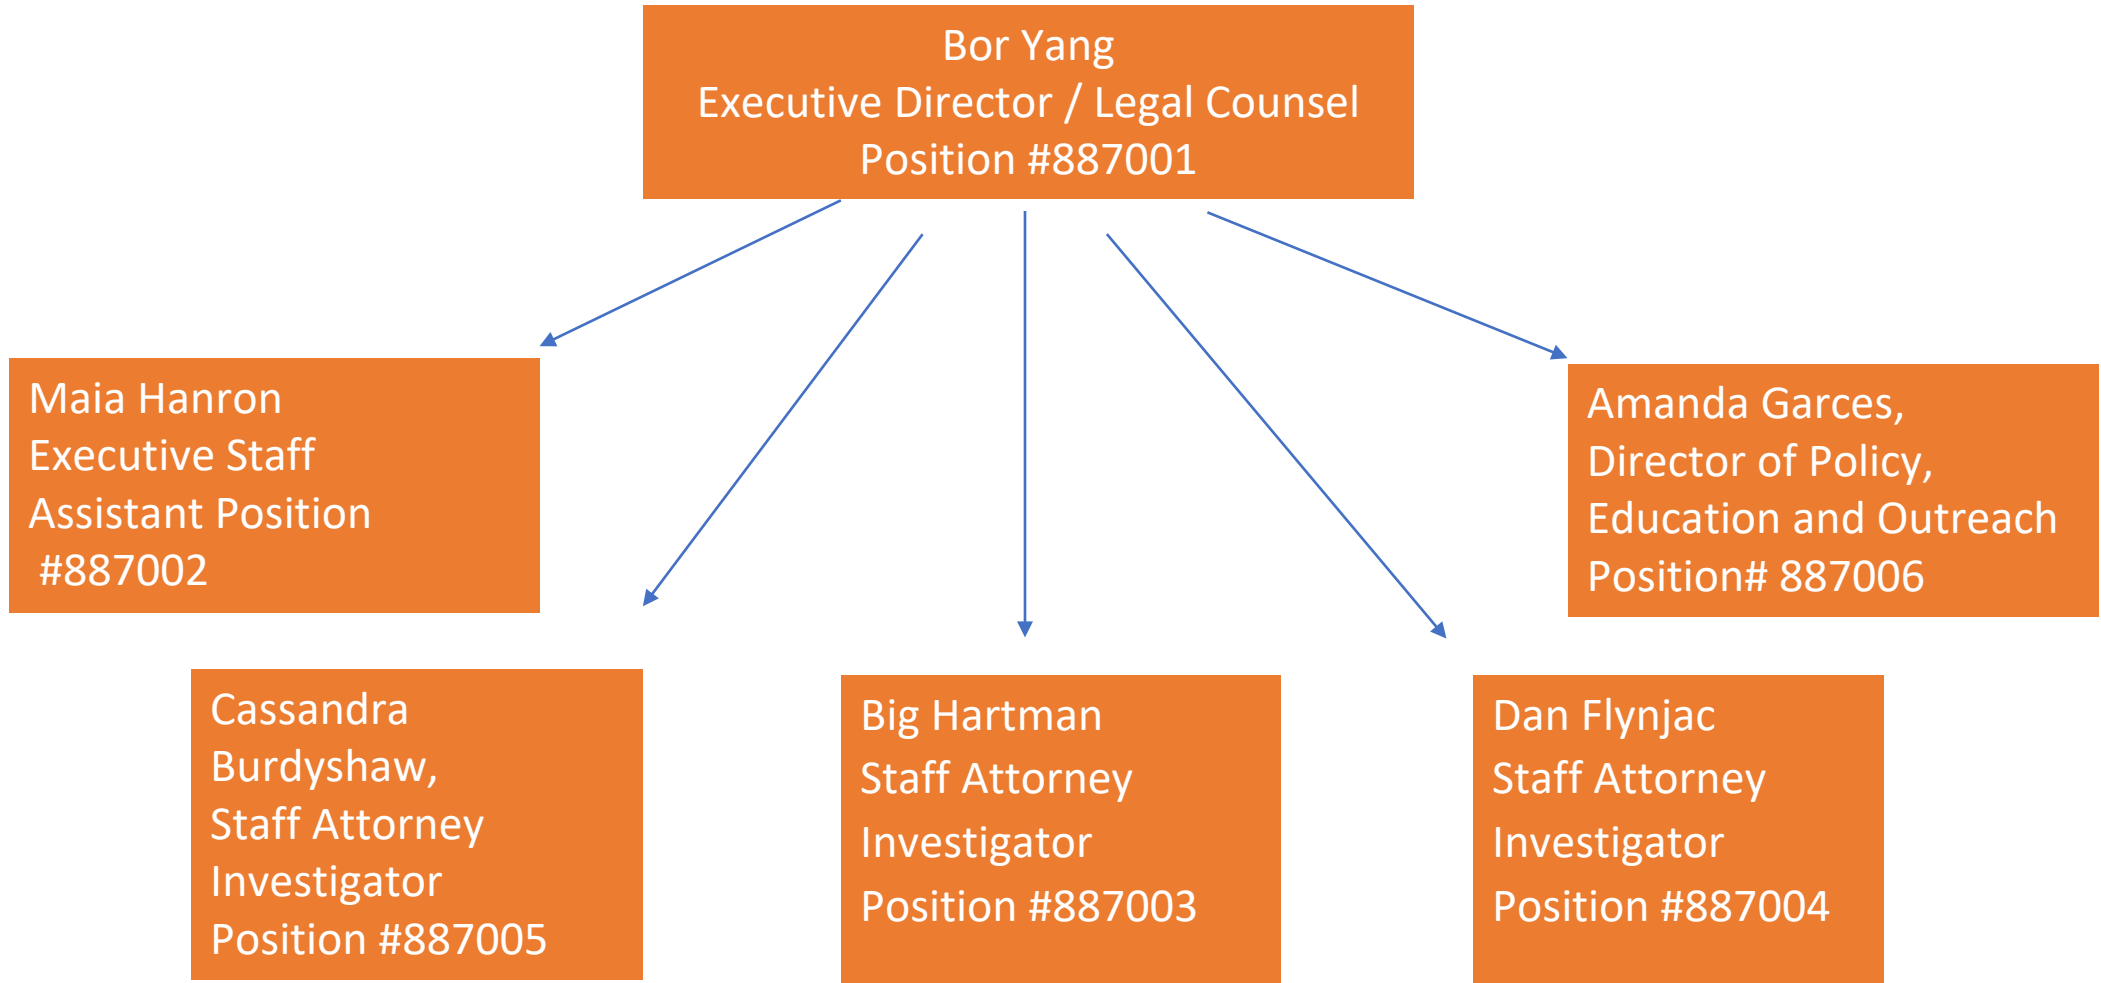 Bor Yang
Executive Director / Legal Counsel
Position #887001
Maia Hanron
Executive Staff
Assistant Position
#887002
Amanda Garces,
Director of Policy,
Education and Outreach
Position# 887006
Cassandra
Burdyshaw,
Staff Attorney
Investigator
Position #887005
Big Hartman
Staff Attorney
Investigator
Position #887003
Dan Flynjac
Staff Attorney
Investigator
Position #887004